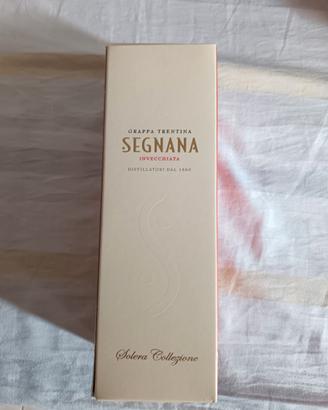 GRAPPA TRENTINA
SEGNANA
INVECCHIATA
DISTILLATORI DAL 1860
Solera Collezione